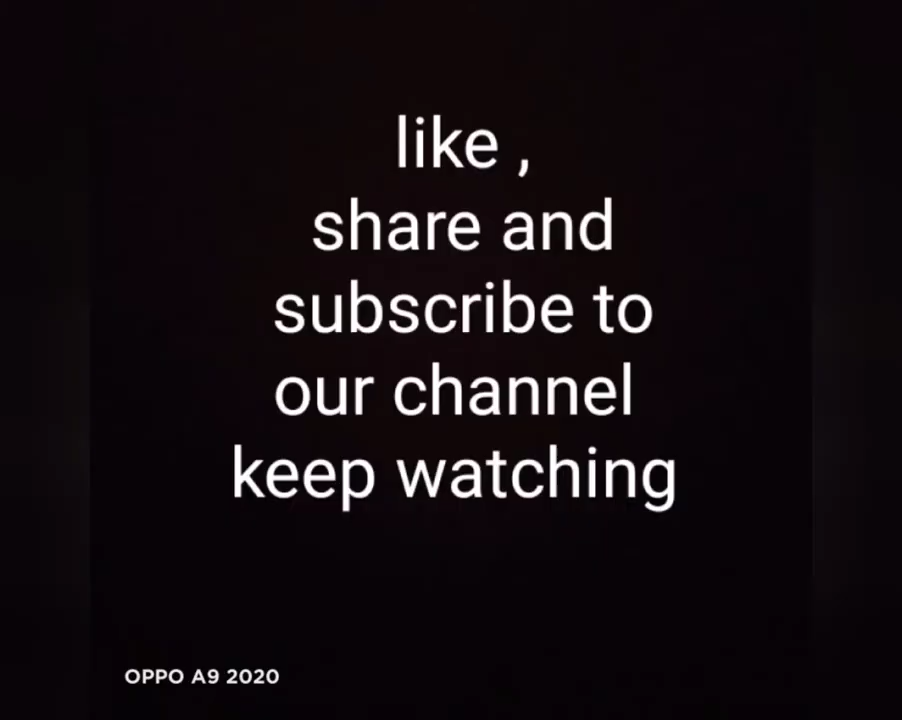 like ,
share and
subscribe to
our channel
keep watching
OPPO A9 2020